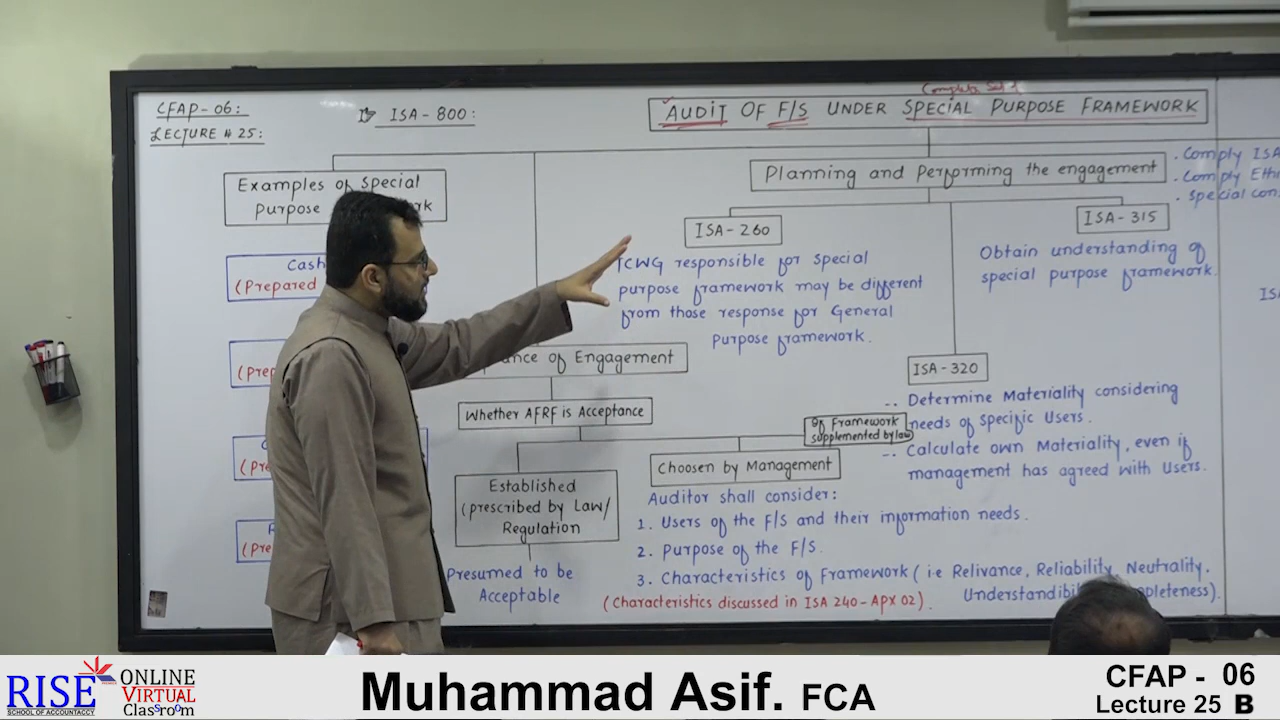 CFAP-06:
LECTURE # 25:
ISA-800:
Complete Set of
AUDIT OF F/S UNDER SPECIAL PURPOSE FRAMEWORK
Examples of Special
Purpose
Cash
(Prepared
(Pre
Planning and Performing the engagement
. Comply ISA
. Comply Ethi
. Special con
ISA-260
TCWG responsible for special
purpose framework may be different
from those response for General
Purpose framework.
ISA-315
Obtain understanding of
special purpose framework.
ISA-320
-- Determine Materiality considering
needs of Specific Users.
-- Calculate own Materiality, even if
management has agreed with Users.
of Engagement
Whether AFRF is Acceptance
Established
(prescribed by Law/
Regulation
Presumed to be
Acceptable
Choosen by Management
Of Framework
supplemented by law
Auditor shall consider:
1. Users of the F/S and their information needs.
2. Purpose of the F/S.
3. Characteristics of Framework (i.e Relivance, Reliability, Neutrality,
Understandibi pleteness).
(Characteristics discussed in ISA 240-Apx 02).
RISE
SCHOOL OF ACCOUNTANCY
ONLINE
VIRTUAL
Classroom
Muhammad Asif. FCA
CFAP - 06
Lecture 25 B